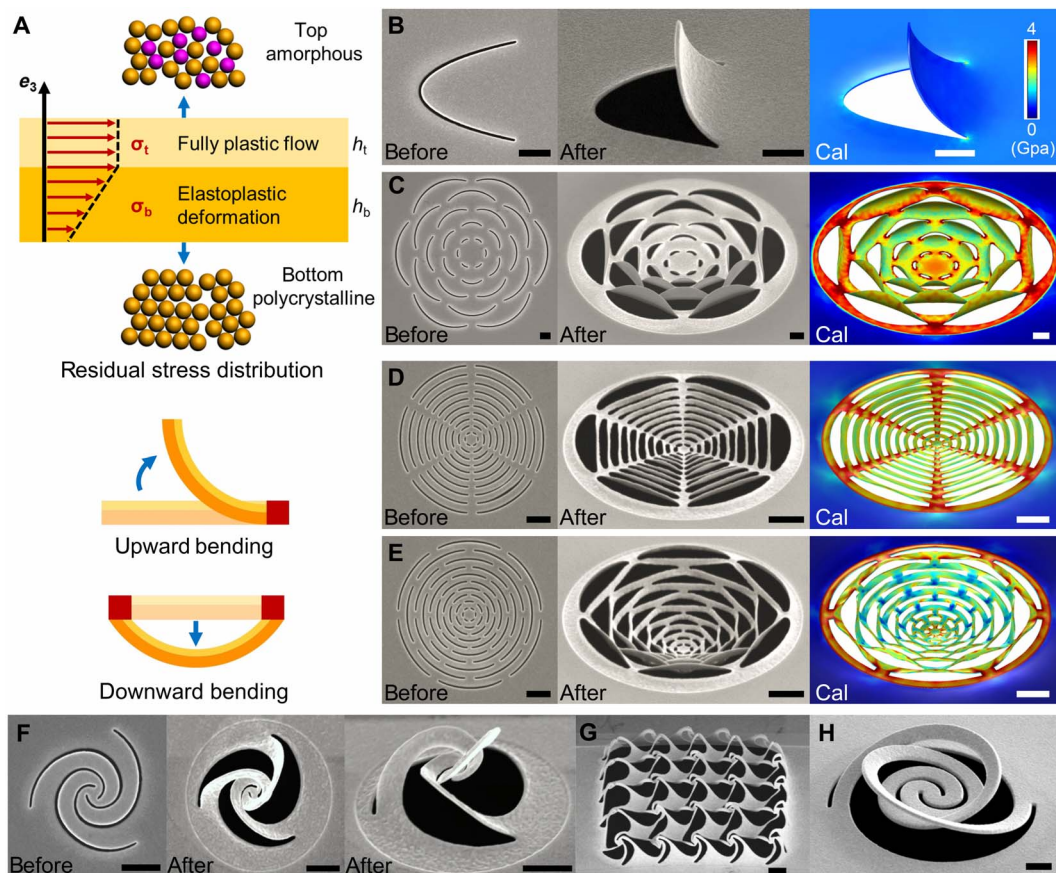 A
Top
amorphous
e₃
σt
Fully plastic flow
ht
σb
Elastoplastic
deformation
hb
Bottom
polycrystalline
Residual stress distribution
Upward bending
Downward bending
B
Before
After
Cal
4
0
(Gpa)
C
Before
After
Cal
D
Before
After
Cal
E
Before
After
Cal
F
Before
After
After
G
H